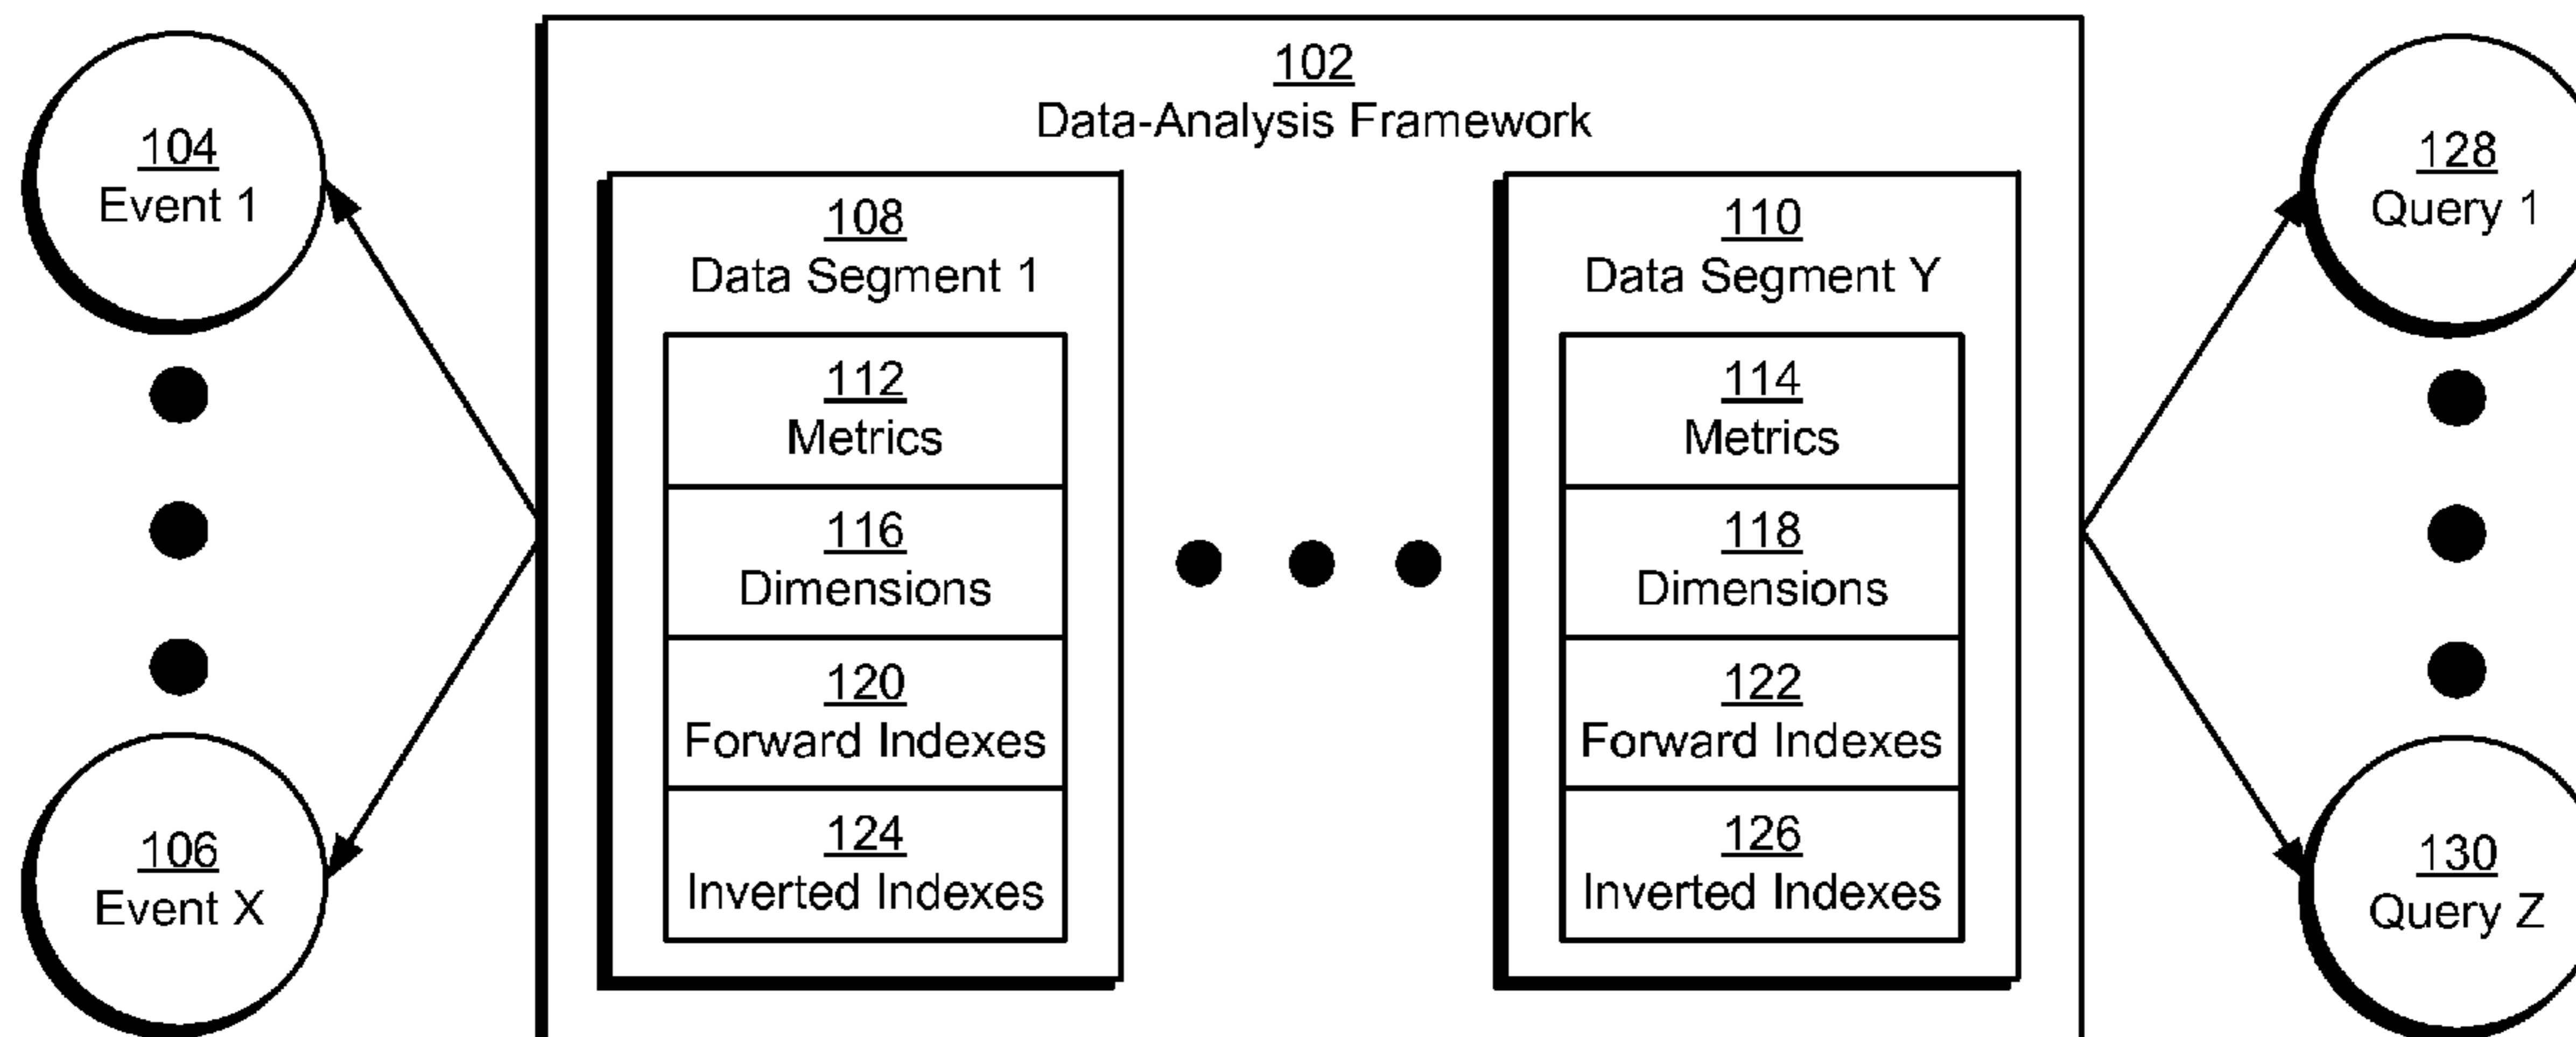 102
Data-Analysis Framework
104
Event 1
106
Event X
108
Data Segment 1
112
Metrics
116
Dimensions
120
Forward Indexes
124
Inverted Indexes
110
Data Segment Y
114
Metrics
118
Dimensions
122
Forward Indexes
126
Inverted Indexes
128
Query 1
130
Query Z